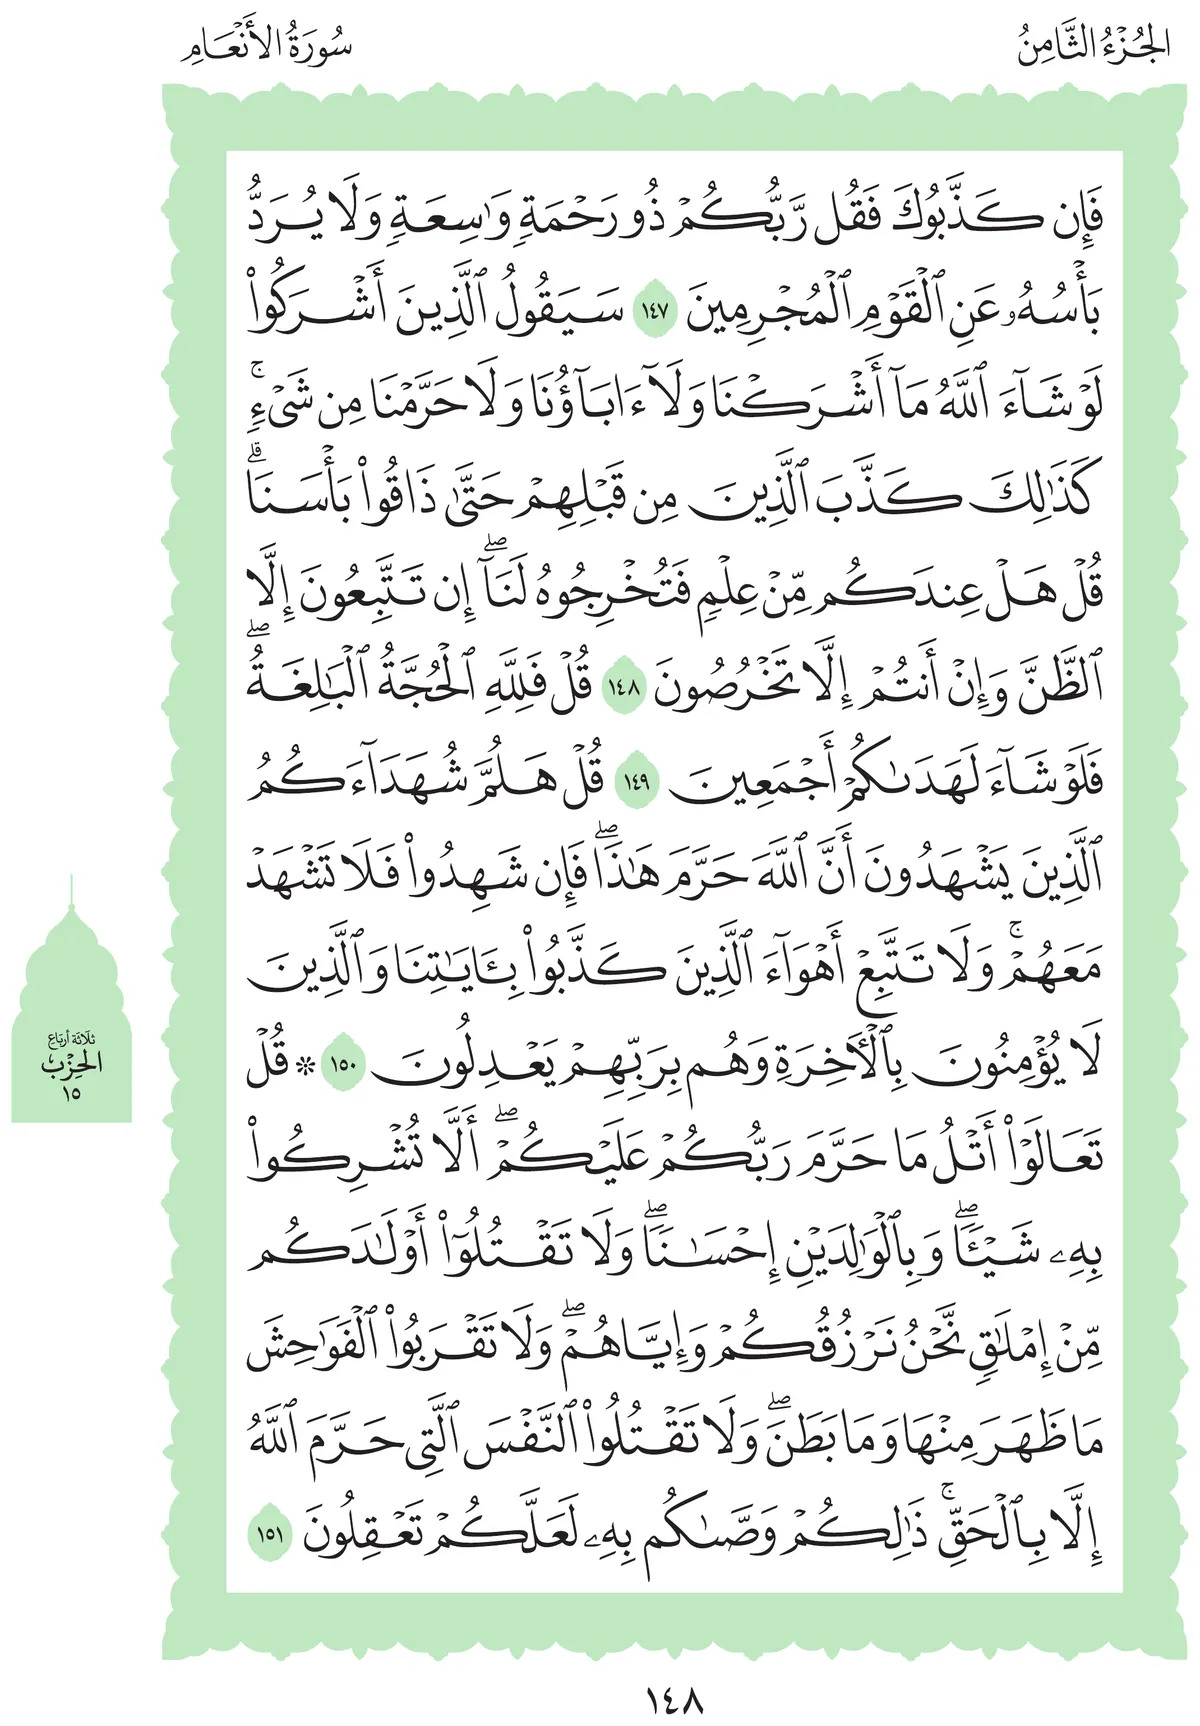 الجُزْءُ الثَّامِنُ
سُورَةُ الأَنْعَامِ
فَإِن كَذَّبُوكَ فَقُل رَّبُّكُمْ ذُو رَحْمَةٍ وَٰسِعَةٍ وَلَا يُرَدُّ
بَأْسُهُۥ عَنِ ٱلْقَوْمِ ٱلْمُجْرِمِينَ ١٤٧ سَيَقُولُ ٱلَّذِينَ أَشْرَكُوا۟
لَوْ شَآءَ ٱللَّهُ مَآ أَشْرَكْنَا وَلَآ ءَابَآؤُنَا وَلَا حَرَّمْنَا مِن شَىْءٍۚ
كَذَٰلِكَ كَذَّبَ ٱلَّذِينَ مِن قَبْلِهِمْ حَتَّىٰ ذَاقُوا۟ بَأْسَنَاۗ
قُلْ هَلْ عِندَكُم مِّنْ عِلْمٍ فَتُخْرِجُوهُ لَنَآۖ إِن تَتَّبِعُونَ إِلَّا
ٱلظَّنَّ وَإِنْ أَنتُمْ إِلَّا تَخْرُصُونَ ١٤٨ قُلْ فَلِلَّهِ ٱلْحُجَّةُ ٱلْبَٰلِغَةُۖ
فَلَوْ شَآءَ لَهَدَىٰكُمْ أَجْمَعِينَ ١٤٩ قُلْ هَلُمَّ شُهَدَآءَكُمُ
ٱلَّذِينَ يَشْهَدُونَ أَنَّ ٱللَّهَ حَرَّمَ هَٰذَاۖ فَإِن شَهِدُوا۟ فَلَا تَشْهَدْ
مَعَهُمْۚ وَلَا تَتَّبِعْ أَهْوَآءَ ٱلَّذِينَ كَذَّبُوا۟ بِـَٔايَٰتِنَا وَٱلَّذِينَ
لَا يُؤْمِنُونَ بِٱلْـَٔاخِرَةِ وَهُم بِرَبِّهِمْ يَعْدِلُونَ ١٥٠ ۞ قُلْ
تَعَالَوْا۟ أَتْلُ مَا حَرَّمَ رَبُّكُمْ عَلَيْكُمْۖ أَلَّا تُشْرِكُوا۟
بِهِۦ شَيْـًٔاۖ وَبِٱلْوَٰلِدَيْنِ إِحْسَٰنًاۖ وَلَا تَقْتُلُوٓا۟ أَوْلَٰدَكُم
مِّنْ إِمْلَٰقٍ نَّحْنُ نَرْزُقُكُمْ وَإِيَّاهُمْۖ وَلَا تَقْرَبُوا۟ ٱلْفَوَٰحِشَ
مَا ظَهَرَ مِنْهَا وَمَا بَطَنَۖ وَلَا تَقْتُلُوا۟ ٱلنَّفْسَ ٱلَّتِى حَرَّمَ ٱللَّهُ
إِلَّا بِٱلْحَقِّۚ ذَٰلِكُمْ وَصَّىٰكُم بِهِۦ لَعَلَّكُمْ تَعْقِلُونَ ١٥١
ثلاثة أرباع
الحِزْب
١٥
١٤٨